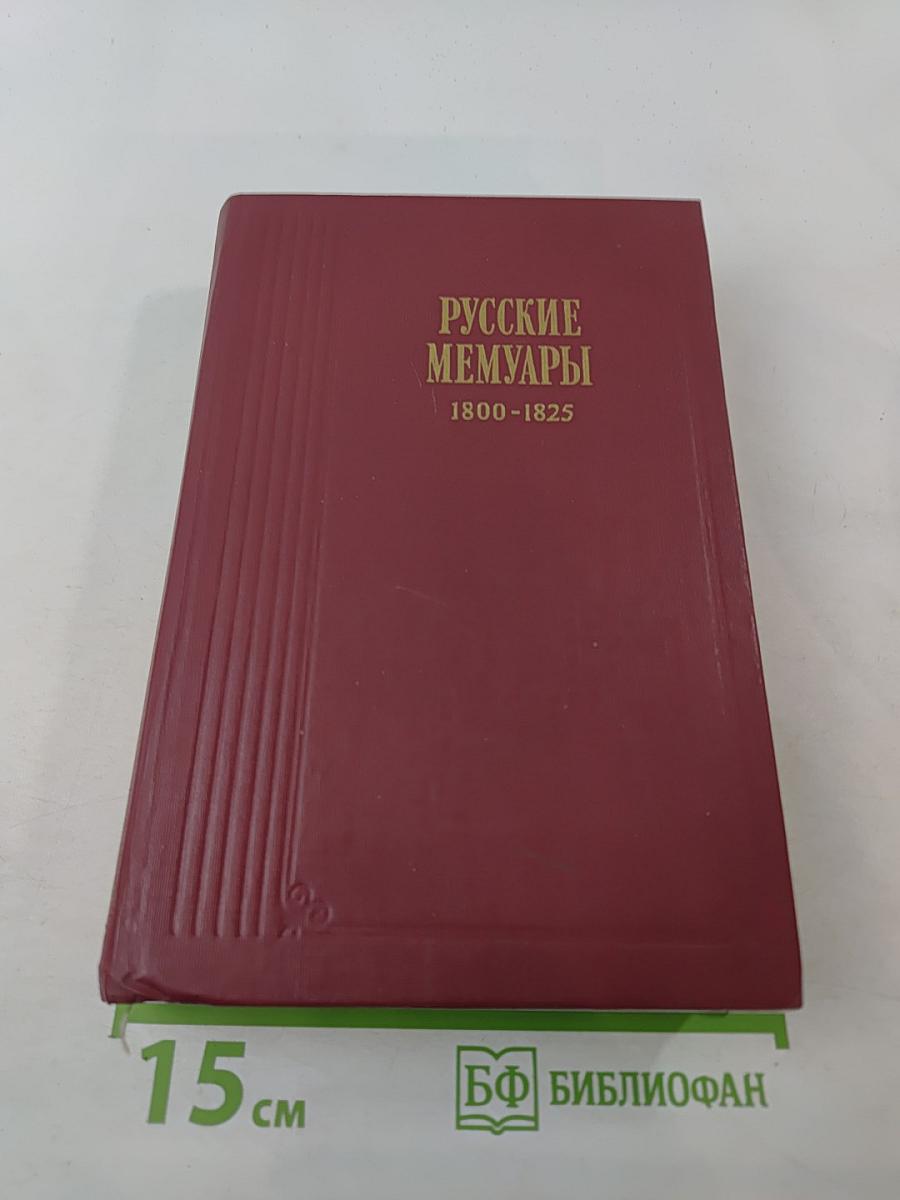 РУССКИЕ
МЕМУАРЫ
1800-1825
15 см
БФ БИБЛИОФАН